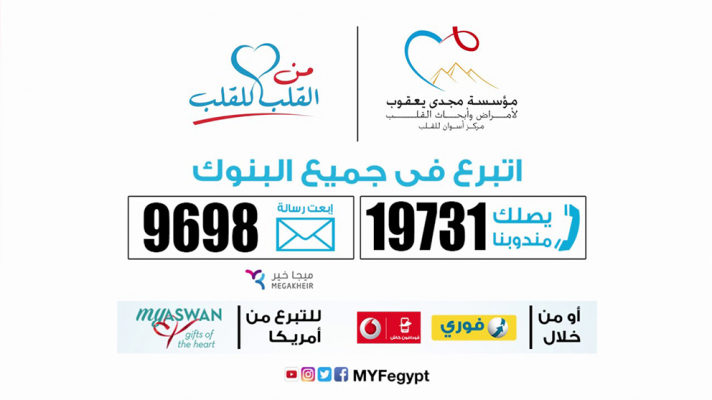 من
القلب للقلب
مؤسسة مجدى يعقوب
لأمراض وأبحاث القلب
مركز أسوان للقلب
اتبرع فى جميع البنوك
يصلك
مندوبنا
19731
إبعت رسالة
9698
ميجا خير
MEGAKHEIR
أو من
خلال
فوري
فودافون كاش
للتبرع من
أمريكا
myASWAN
gifts of
the heart
MYFegypt